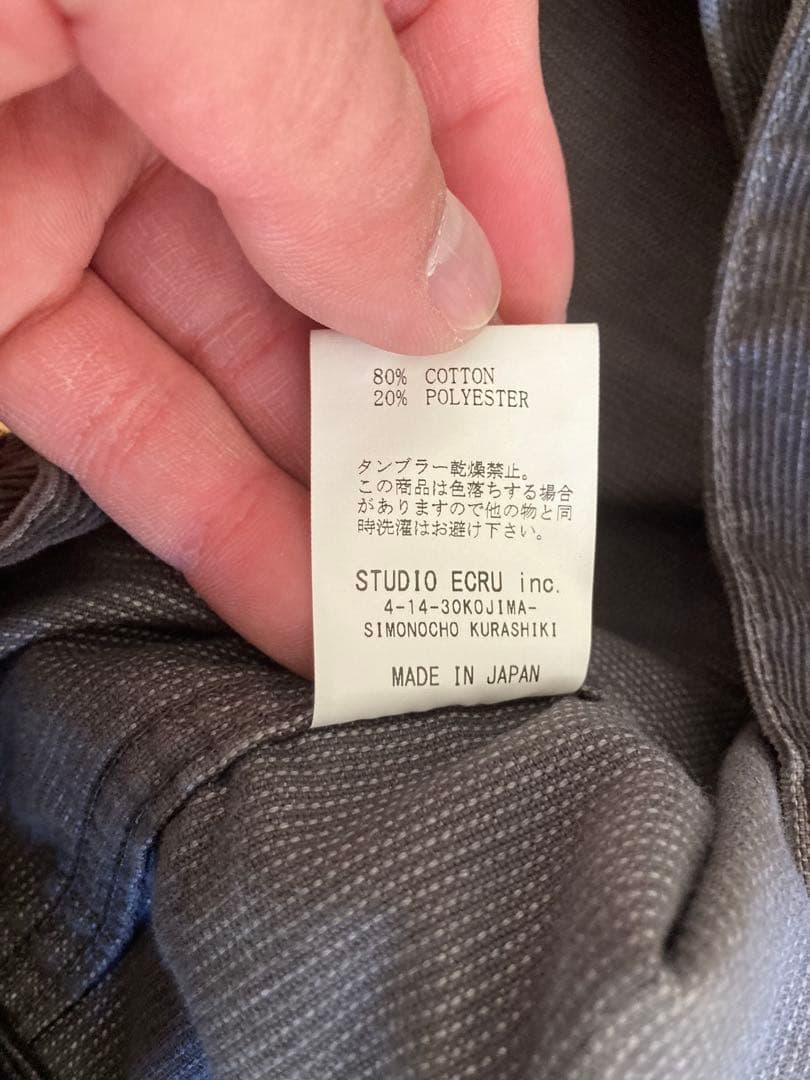 80% COTTON
20% POLYESTER
タンブラー乾燥禁止。
この商品は色落ちする場合
がありますので他の物と同
時洗濯はお避け下さい。
STUDIO ECRU inc.
4-14-30KOJIMA-
SIMONOCHO KURASHIKI
MADE IN JAPAN